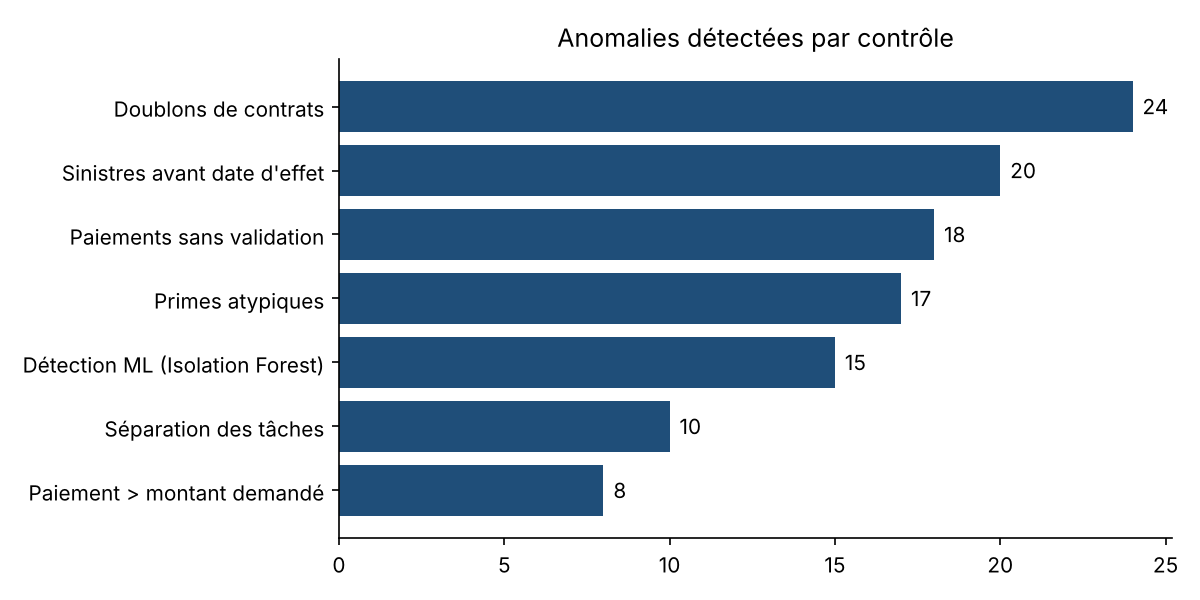 Anomalies détectées par contrôle
Doublons de contrats 24
Sinistres avant date d'effet 20
Paiements sans validation 18
Primes atypiques 17
Détection ML (Isolation Forest) 15
Séparation des tâches 10
Paiement > montant demandé 8
0 5 10 15 20 25